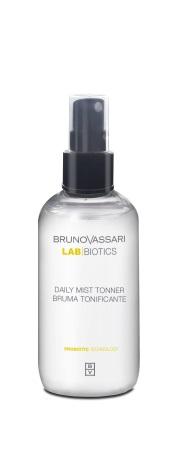 BRUNOVASSARI
LAB|BIOTICS
DAILY MIST TONNER
BRUMA TONIFICANTE
PROBIOTIC TECHNOLOGY
B
V